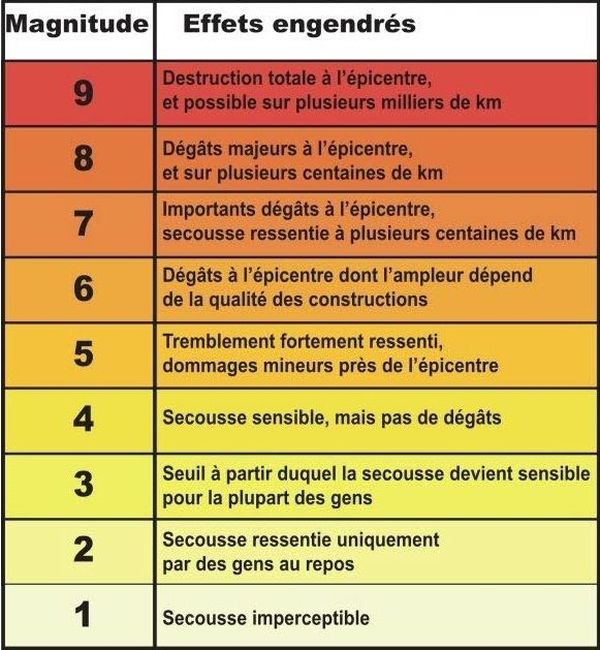 Magnitude Effets engendrés
9 Destruction totale à l'épicentre,
et possible sur plusieurs milliers de km
8 Dégâts majeurs à l'épicentre,
et sur plusieurs centaines de km
7 Importants dégâts à l'épicentre,
secousse ressentie à plusieurs centaines de km
6 Dégâts à l'épicentre dont l'ampleur dépend
de la qualité des constructions
5 Tremblement fortement ressenti,
dommages mineurs près de l'épicentre
4 Secousse sensible, mais pas de dégâts
3 Seuil à partir duquel la secousse devient sensible
pour la plupart des gens
2 Secousse ressentie uniquement
par des gens au repos
1 Secousse imperceptible